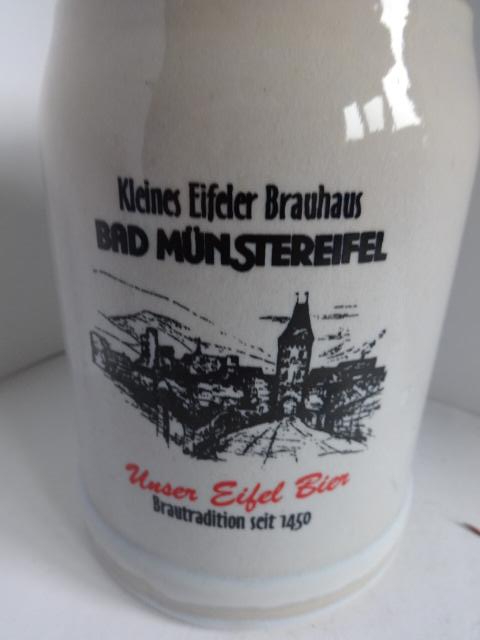 Kleines Eifeler Brauhaus
BAD MÜNSTEREIFEL
Unser Eifel Bier
Brautradition seit 1450